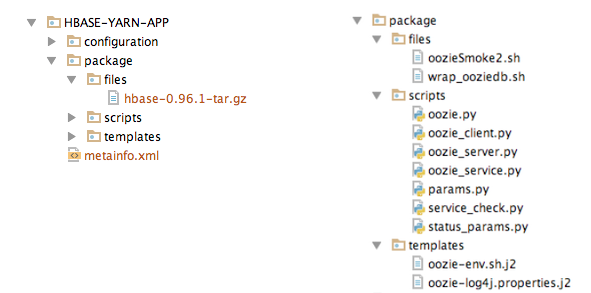 HBASE-YARN-APP
configuration
package
files
hbase-0.96.1-tar.gz
scripts
templates
metainfo.xml
package
files
oozieSmoke2.sh
wrap_ooziedb.sh
scripts
oozie.py
oozie_client.py
oozie_server.py
oozie_service.py
params.py
service_check.py
status_params.py
templates
oozie-env.sh.j2
oozie-log4j.properties.j2